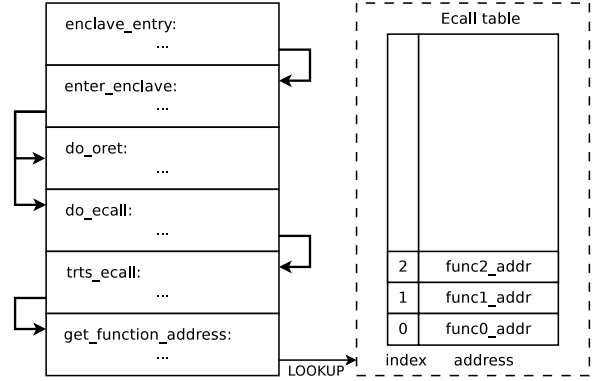 enclave_entry:
...
enter_enclave:
...
do_oret:
...
do_ecall:
...
trts_ecall:
...
get_function_address:
...
LOOKUP
Ecall table
2 func2_addr
1 func1_addr
0 func0_addr
index address